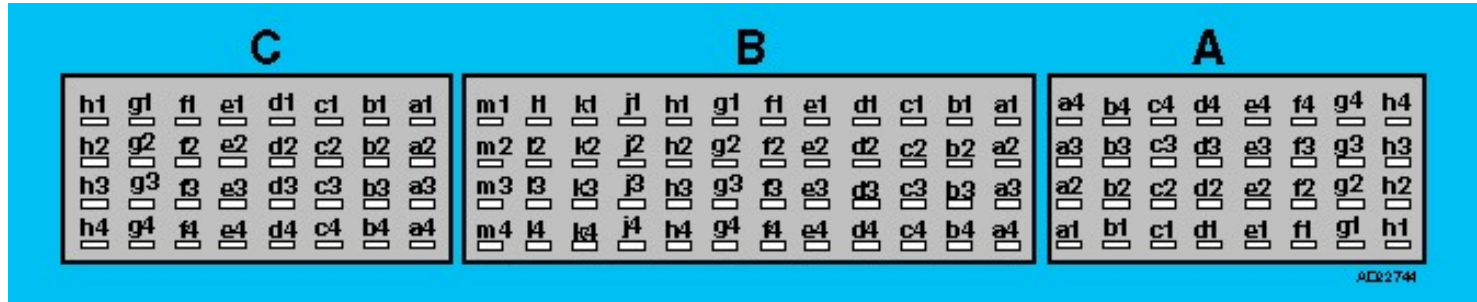 C B A
h1 g1 f1 e1 d1 c1 b1 a1 m1 l1 k1 j1 h1 g1 f1 e1 d1 c1 b1 a1 a4 b4 c4 d4 e4 f4 g4 h4
h2 g2 f2 e2 d2 c2 b2 a2 m2 l2 k2 j2 h2 g2 f2 e2 d2 c2 b2 a2 a3 b3 c3 d3 e3 f3 g3 h3
h3 g3 f3 e3 d3 c3 b3 a3 m3 l3 k3 j3 h3 g3 f3 e3 d3 c3 b3 a3 a2 b2 c2 d2 e2 f2 g2 h2
h4 g4 f4 e4 d4 c4 b4 a4 m4 l4 k4 j4 h4 g4 f4 e4 d4 c4 b4 a4 a1 b1 c1 d1 e1 f1 g1 h1